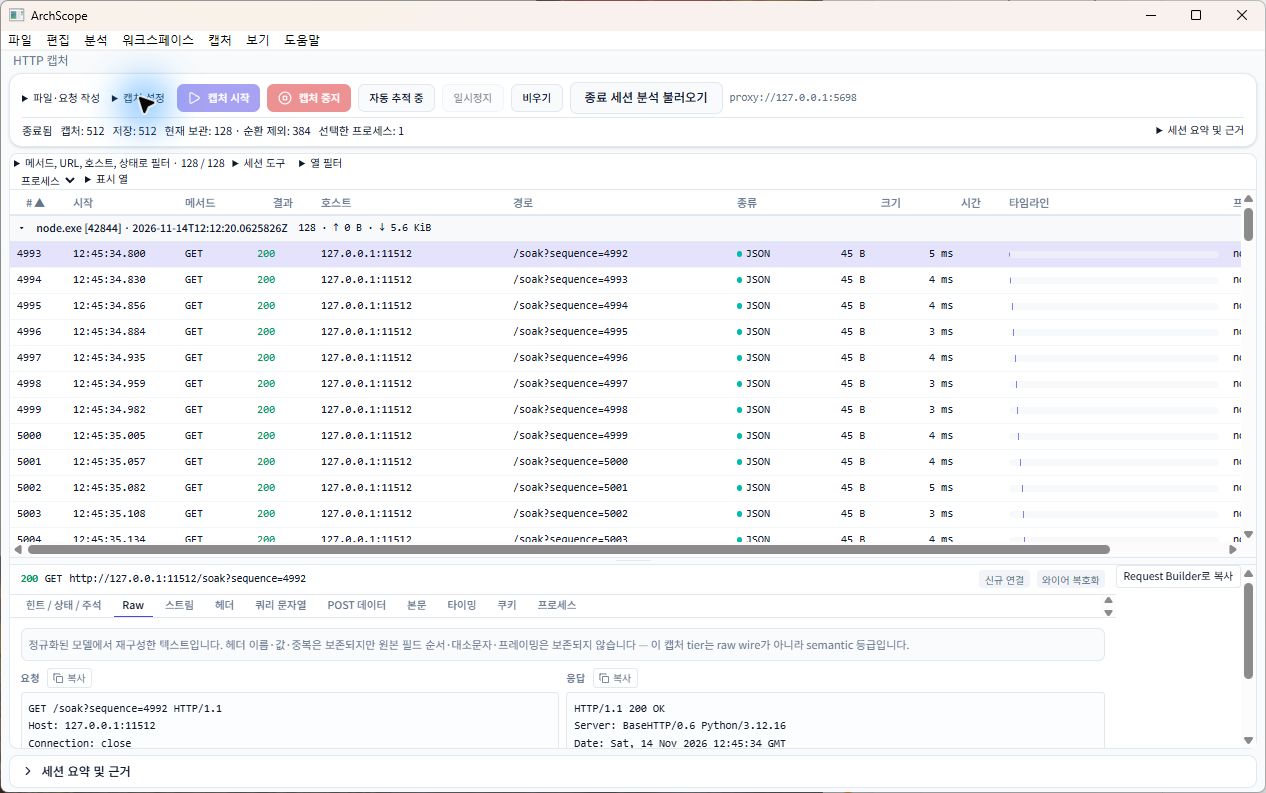 ArchScope
파일 편집 분석 워크스페이스 캡처 보기 도움말
HTTP 캡처
▶ 파일·요청 작성 ▶ 캡처 설정 캡처 시작 캡처 중지 자동 추적 중 일시정지 비우기 종료 세션 분석 불러오기 proxy://127.0.0.1:5698
종료됨 캡처: 512 저장: 512 현재 보관: 128 · 순환 제외: 384 선택한 프로세스: 1 ▶ 세션 요약 및 근거
▶ 메서드, URL, 호스트, 상태로 필터 · 128 / 128 ▶ 세션 도구 ▶ 열 필터
프로세스 ▶ 표시 열
# ▲ 시작 메서드 결과 호스트 경로 종류 크기 시간 타임라인
node.exe [42844] · 2026-11-14T12:12:20.0625826Z 128 · ↑ 0 B · ↓ 5.6 KiB
4993 12:45:34.800 GET 200 127.0.0.1:11512 /soak?sequence=4992 JSON 45 B 5 ms
4994 12:45:34.830 GET 200 127.0.0.1:11512 /soak?sequence=4993 JSON 45 B 4 ms
4995 12:45:34.856 GET 200 127.0.0.1:11512 /soak?sequence=4994 JSON 45 B 4 ms
4996 12:45:34.884 GET 200 127.0.0.1:11512 /soak?sequence=4995 JSON 45 B 3 ms
4997 12:45:34.935 GET 200 127.0.0.1:11512 /soak?sequence=4996 JSON 45 B 4 ms
4998 12:45:34.959 GET 200 127.0.0.1:11512 /soak?sequence=4997 JSON 45 B 3 ms
4999 12:45:34.982 GET 200 127.0.0.1:11512 /soak?sequence=4998 JSON 45 B 3 ms
5000 12:45:35.005 GET 200 127.0.0.1:11512 /soak?sequence=4999 JSON 45 B 4 ms
5001 12:45:35.057 GET 200 127.0.0.1:11512 /soak?sequence=5000 JSON 45 B 4 ms
5002 12:45:35.082 GET 200 127.0.0.1:11512 /soak?sequence=5001 JSON 45 B 5 ms
5003 12:45:35.108 GET 200 127.0.0.1:11512 /soak?sequence=5002 JSON 45 B 3 ms
5004 12:45:35.134 GET 200 127.0.0.1:11512 /soak?sequence=5003 JSON 45 B 4 ms
200 GET http://127.0.0.1:11512/soak?sequence=4992 신규 연결 와이어 복호화 Request Builder로 복사
힌트 / 상태 / 주석 Raw 스트림 헤더 쿼리 문자열 POST 데이터 본문 타이밍 쿠키 프로세스
정규화된 모델에서 재구성한 텍스트입니다. 헤더 이름·값·중복은 보존되지만 원본 필드 순서·대소문자·프레이밍은 보존되지 않습니다 — 이 캡처 tier는 raw wire가 아니라 semantic 등급입니다.
요청 복사 응답 복사
GET /soak?sequence=4992 HTTP/1.1 HTTP/1.1 200 OK
Host: 127.0.0.1:11512 Server: BaseHTTP/0.6 Python/3.12.16
Connection: close Date: Sat, 14 Nov 2026 12:45:34 GMT
세션 요약 및 근거